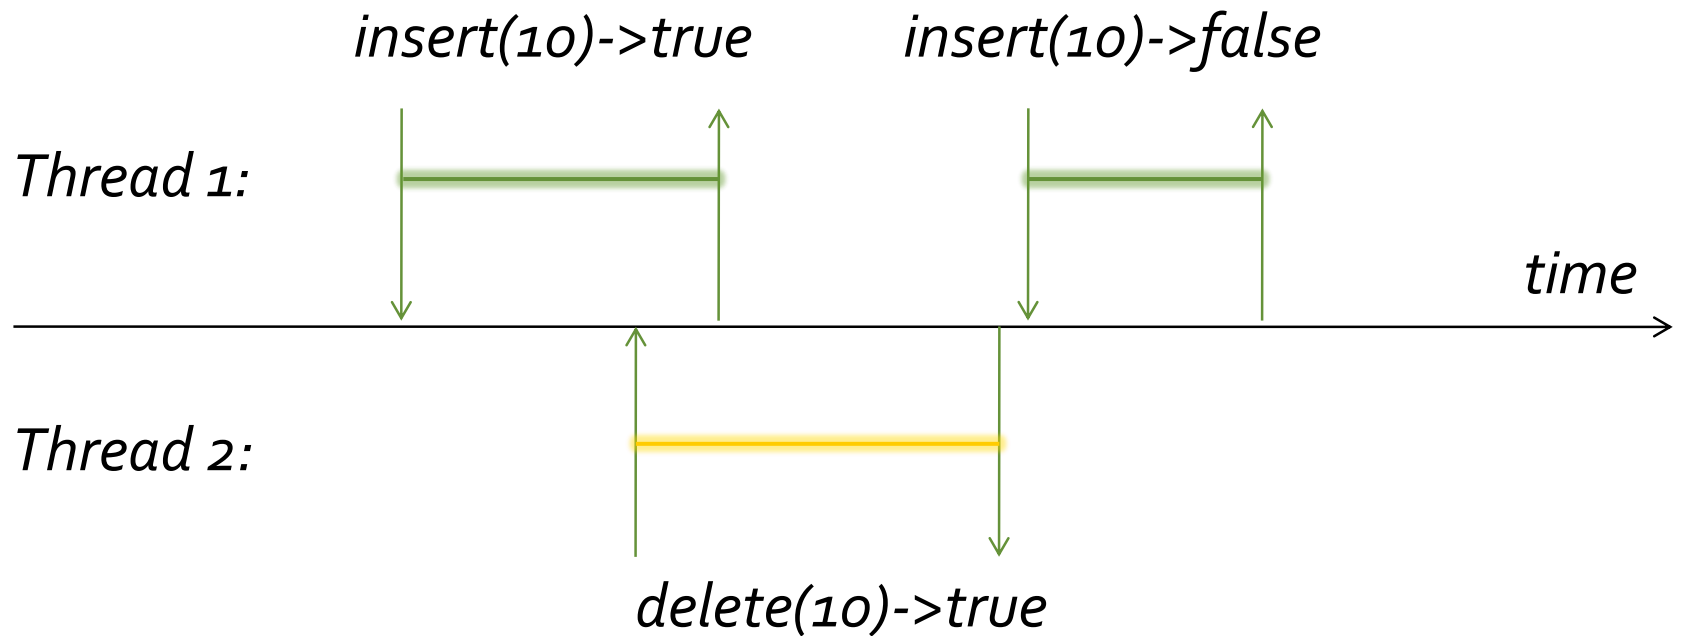 insert(10)->true
insert(10)->false
Thread 1:
time
Thread 2:
delete(10)->true